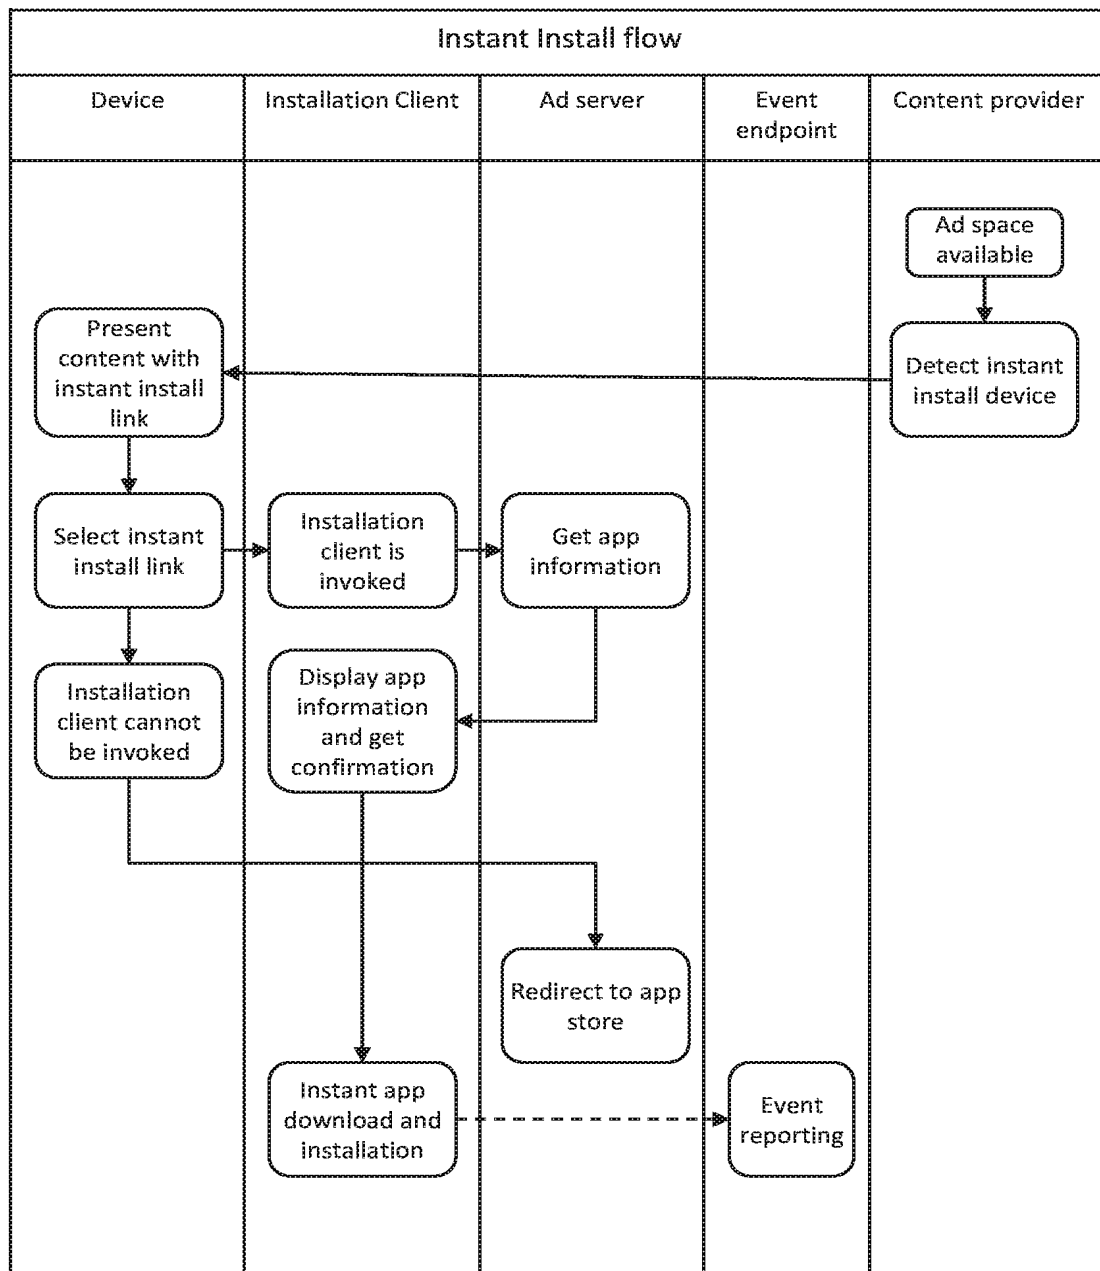 Instant Install flow
Device
Installation Client
Ad server
Event
endpoint
Content provider
Ad space
available
Present
content with
instant install
link
Detect instant
install device
Select instant
install link
Installation
client is
invoked
Get app
information
Installation
client cannot
be invoked
Display app
information
and get
confirmation
Redirect to app
store
Instant app
download and
installation
Event
reporting